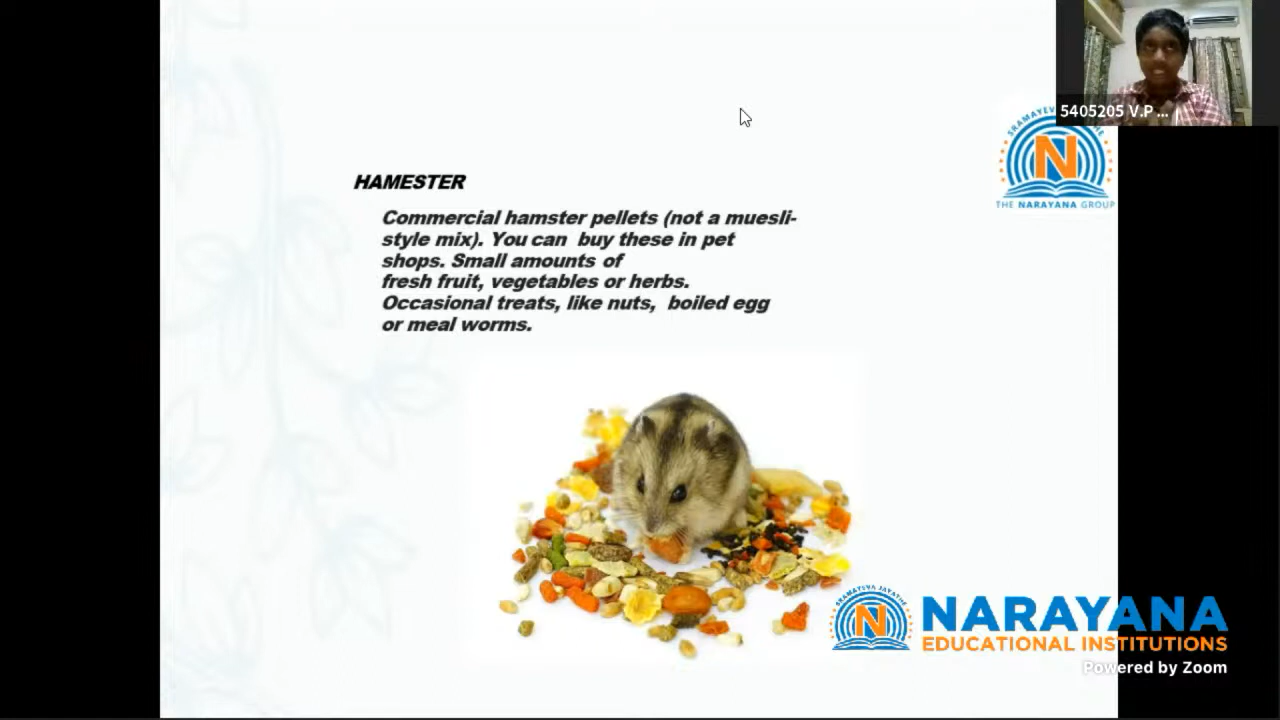 5405205 V.P ...
THE NARAYANA GROUP
HAMESTER
Commercial hamster pellets (not a muesli-
style mix). You can buy these in pet
shops. Small amounts of
fresh fruit, vegetables or herbs.
Occasional treats, like nuts, boiled egg
or meal worms.
SRAMAYEVA JAYATHE
N
NARAYANA
EDUCATIONAL INSTITUTIONS
Powered by Zoom